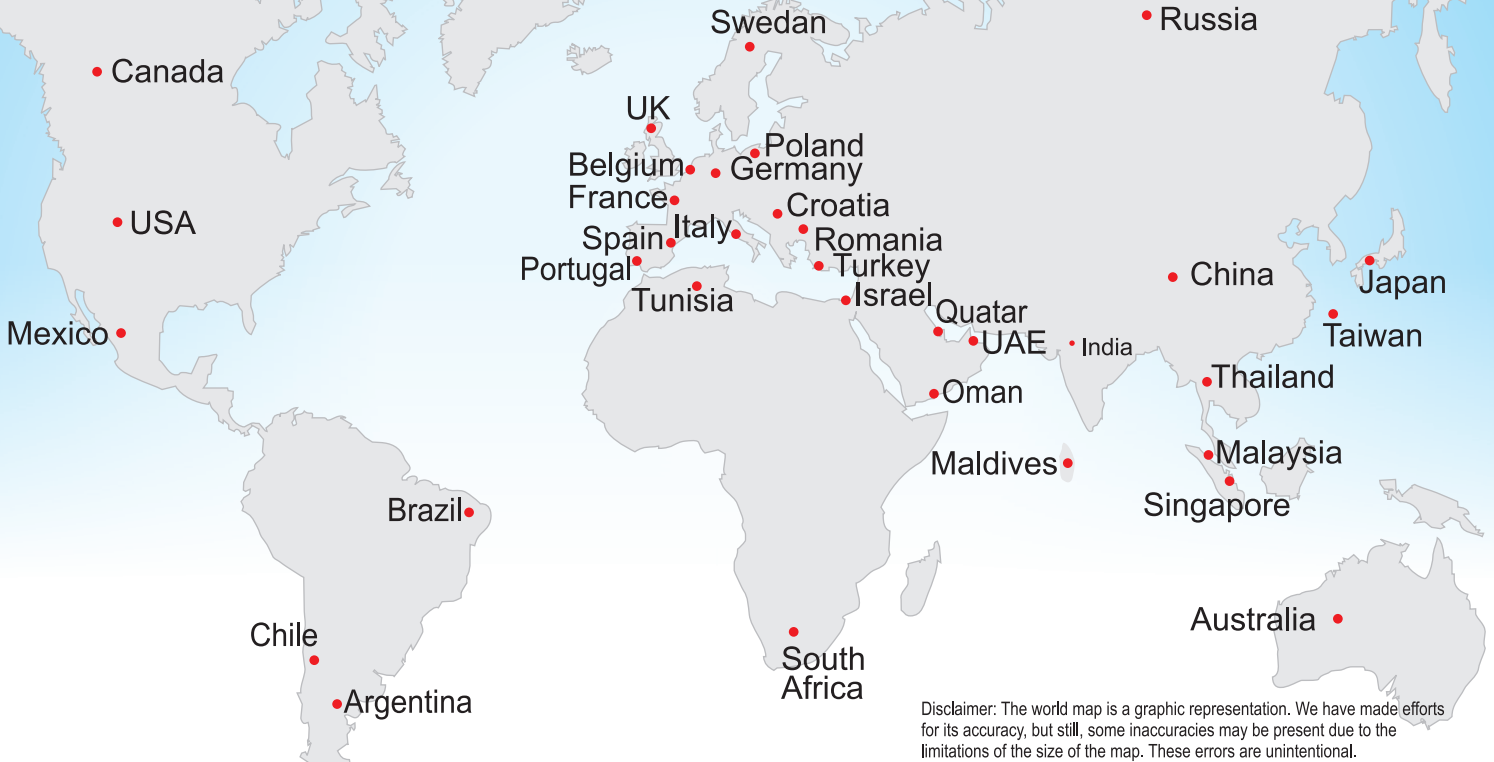 Swedan
Russia
Canada
UK
Poland
Belgium
Germany
France
Croatia
USA
Italy
Spain
Romania
Portugal
Turkey
China
Japan
Tunisia
Israel
Quatar
Mexico
UAE
India
Taiwan
Thailand
Oman
Maldives
Malaysia
Brazil
Singapore
Australia
Chile
South
Africa
Argentina
Disclaimer: The world map is a graphic representation. We have made efforts
for its accuracy, but still, some inaccuracies may be present due to the
limitations of the size of the map. These errors are unintentional.